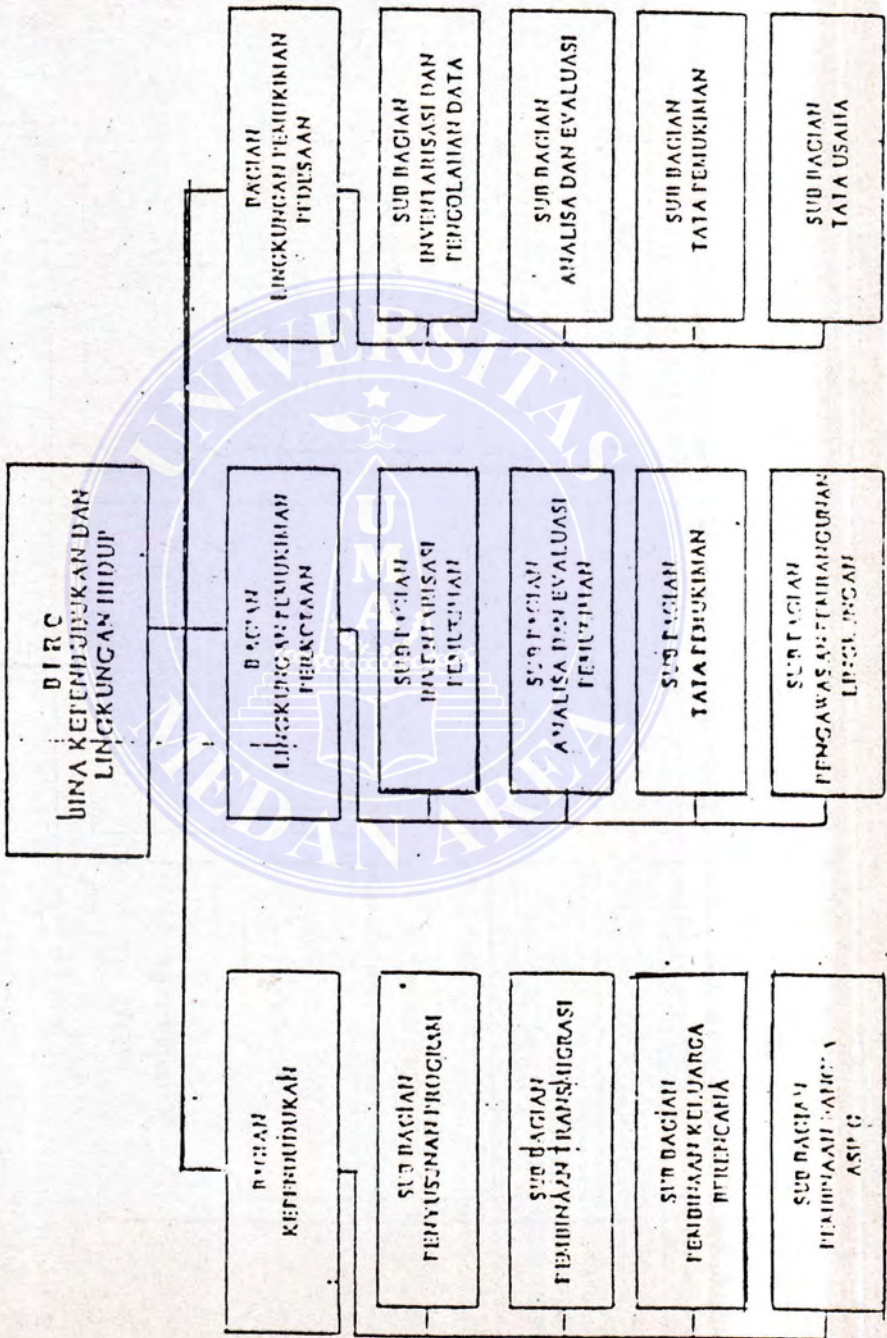 BIRO
BINA KEPENDUDUKAN DAN
LINGKUNGAN HIDUP
BAGIAN
KEPENDUDUKAN
SUB BAGIAN
PENYUSUNAN PROGRAM
SUB BAGIAN
PEMBINAAN TRANSMIGRASI
SUB BAGIAN
PEMBINAAN KELUARGA
BERENCANA
SUB BAGIAN
PEMBINAAN
BAGIAN
LINGKUNGAN PEMUKIMAN
PERKOTAAN
SUB BAGIAN
INVENTARISASI
PEMUKIMAN
SUB BAGIAN
ANALISA DAN EVALUASI
PEMUKIMAN
SUB BAGIAN
TATA PEMUKIMAN
SUB BAGIAN
PENGAWASAN PEMBANGUNAN
LINGKUNGAN
BAGIAN
LINGKUNGAN PEMUKIMAN
PEDESAAN
SUB BAGIAN
INVENTARISASI DAN
PENGOLAHAN DATA
SUB BAGIAN
ANALISA DAN EVALUASI
SUB BAGIAN
TATA PEMUKIMAN
SUB BAGIAN
TATA USAHA
UNIVERSITAS
MEDAN AREA
UMA